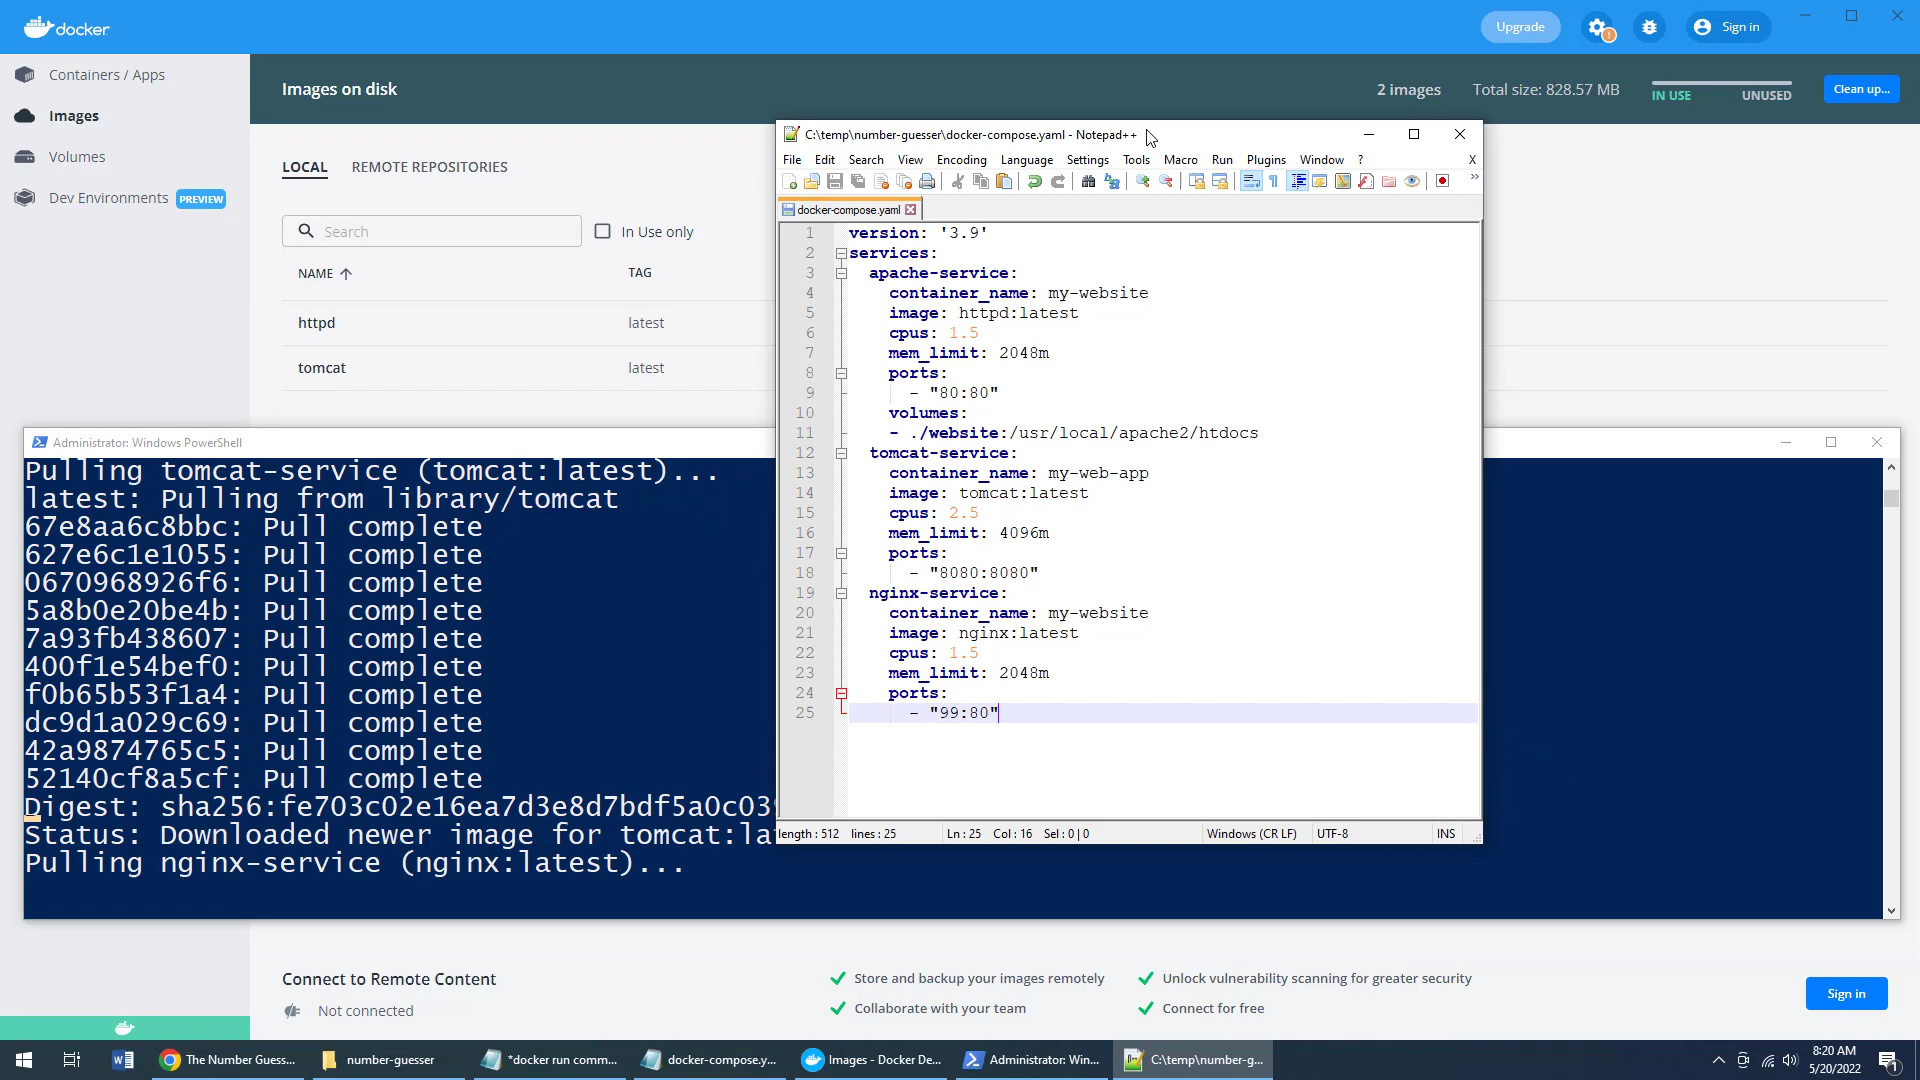 docker
Upgrade
Sign in
Containers / Apps
Images
Volumes
Dev Environments PREVIEW
Images on disk
2 images
Total size: 828.57 MB
IN USE
UNUSED
Clean up...
LOCAL
REMOTE REPOSITORIES
Search
In Use only
NAME
TAG
httpd
latest
tomcat
latest
C:\temp\number-guesser\docker-compose.yaml - Notepad++
File Edit Search View Encoding Language Settings Tools Macro Run Plugins Window ? X
docker-compose.yaml
1 version: '3.9'
2 services:
3 apache-service:
4 container_name: my-website
5 image: httpd:latest
6 cpus: 1.5
7 mem_limit: 2048m
8 ports:
9 - "80:80"
10 volumes:
11 - ./website:/usr/local/apache2/htdocs
12 tomcat-service:
13 container_name: my-web-app
14 image: tomcat:latest
15 cpus: 2.5
16 mem_limit: 4096m
17 ports:
18 - "8080:8080"
19 nginx-service:
20 container_name: my-website
21 image: nginx:latest
22 cpus: 1.5
23 mem_limit: 2048m
24 ports:
25 - "99:80"
length : 512 lines : 25 Ln : 25 Col : 16 Sel : 0 | 0 Windows (CR LF) UTF-8 INS
Administrator: Windows PowerShell
Pulling tomcat-service (tomcat:latest)...
latest: Pulling from library/tomcat
67e8aa6c8bbc: Pull complete
627e6c1e1055: Pull complete
0670968926f6: Pull complete
5a8b0e20be4b: Pull complete
7a93fb438607: Pull complete
400f1e54bef0: Pull complete
f0b65b53f1a4: Pull complete
dc9d1a029c69: Pull complete
42a9874765c5: Pull complete
52140cf8a5cf: Pull complete
Digest: sha256:fe703c02e16ea7d3e8d7bdf5a0c03
Status: Downloaded newer image for tomcat:la
Pulling nginx-service (nginx:latest)...
Connect to Remote Content
Not connected
Store and backup your images remotely
Unlock vulnerability scanning for greater security
Collaborate with your team
Connect for free
Sign in
The Number Guess...
number-guesser
*docker run comm...
docker-compose.y...
Images - Docker De...
Administrator: Win...
C:\temp\number-g...
8:20 AM
5/20/2022
1